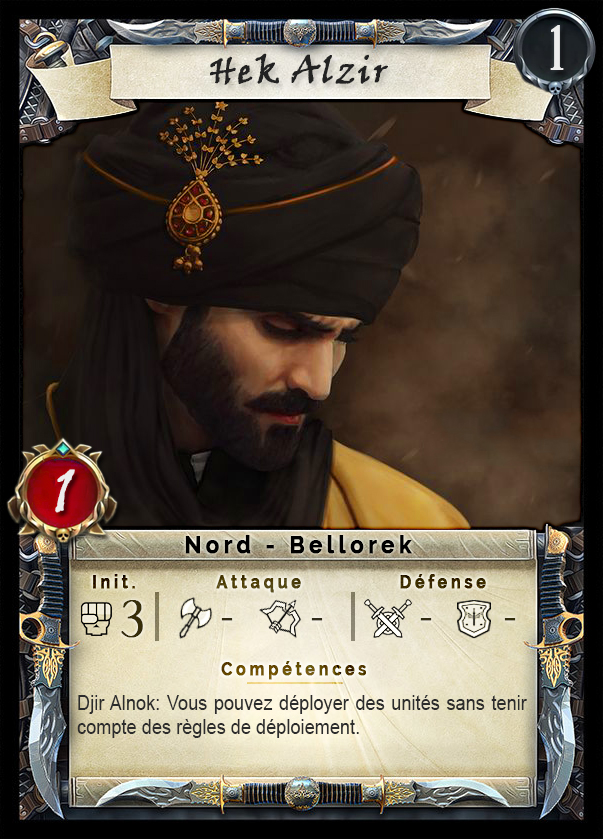 Hek Alzir
1
1
Nord - Bellorek
Init. Attaque Défense
3 - - - -
Compétences
Djir Alnok: Vous pouvez déployer des unités sans tenir
compte des règles de déploiement.